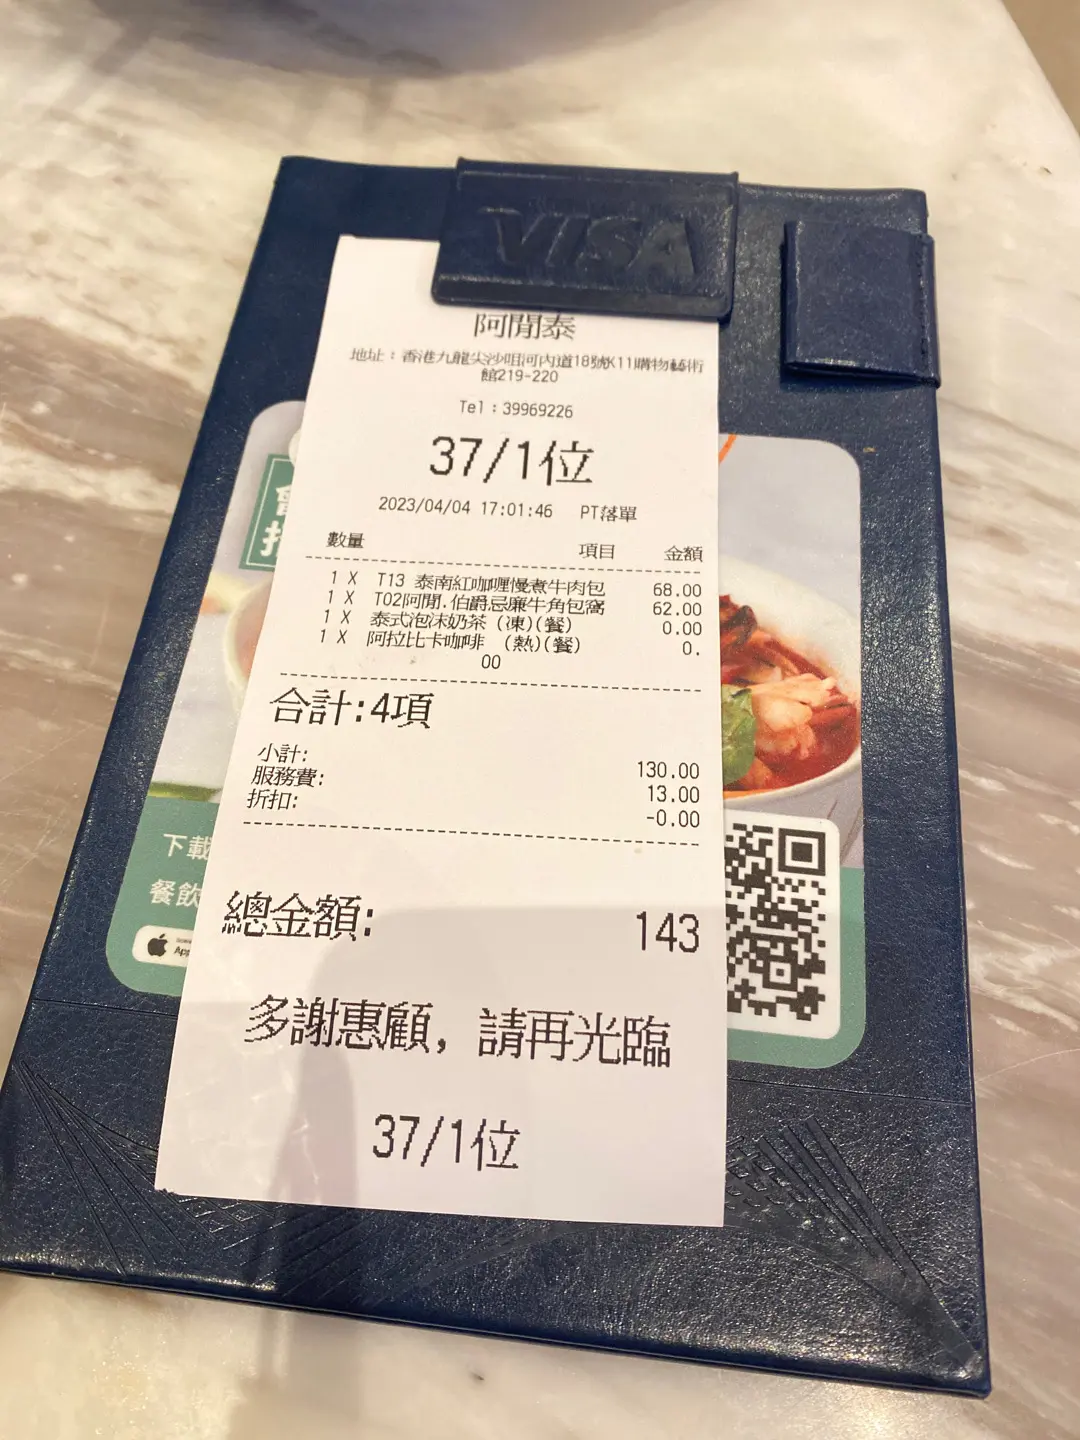 VISA
阿閒泰
地址：香港九龍尖沙咀河內道18號K11購物藝術
館219-220
Tel：39969226
37/1位
2023/04/04 17:01:46 PT落單
數量 項目 金額
1 X T13 泰南紅咖喱慢煮牛肉包 68.00
1 X T02阿閒.伯爵忌廉牛角包窩 62.00
1 X 泰式泡沫奶茶 (凍)(餐) 0.00
1 X 阿拉比卡咖啡 (熱)(餐) 0.
00
合計:4項
小計: 130.00
服務費: 13.00
折扣: -0.00
總金額: 143
多謝惠顧, 請再光臨
37/1位
下載
餐飲